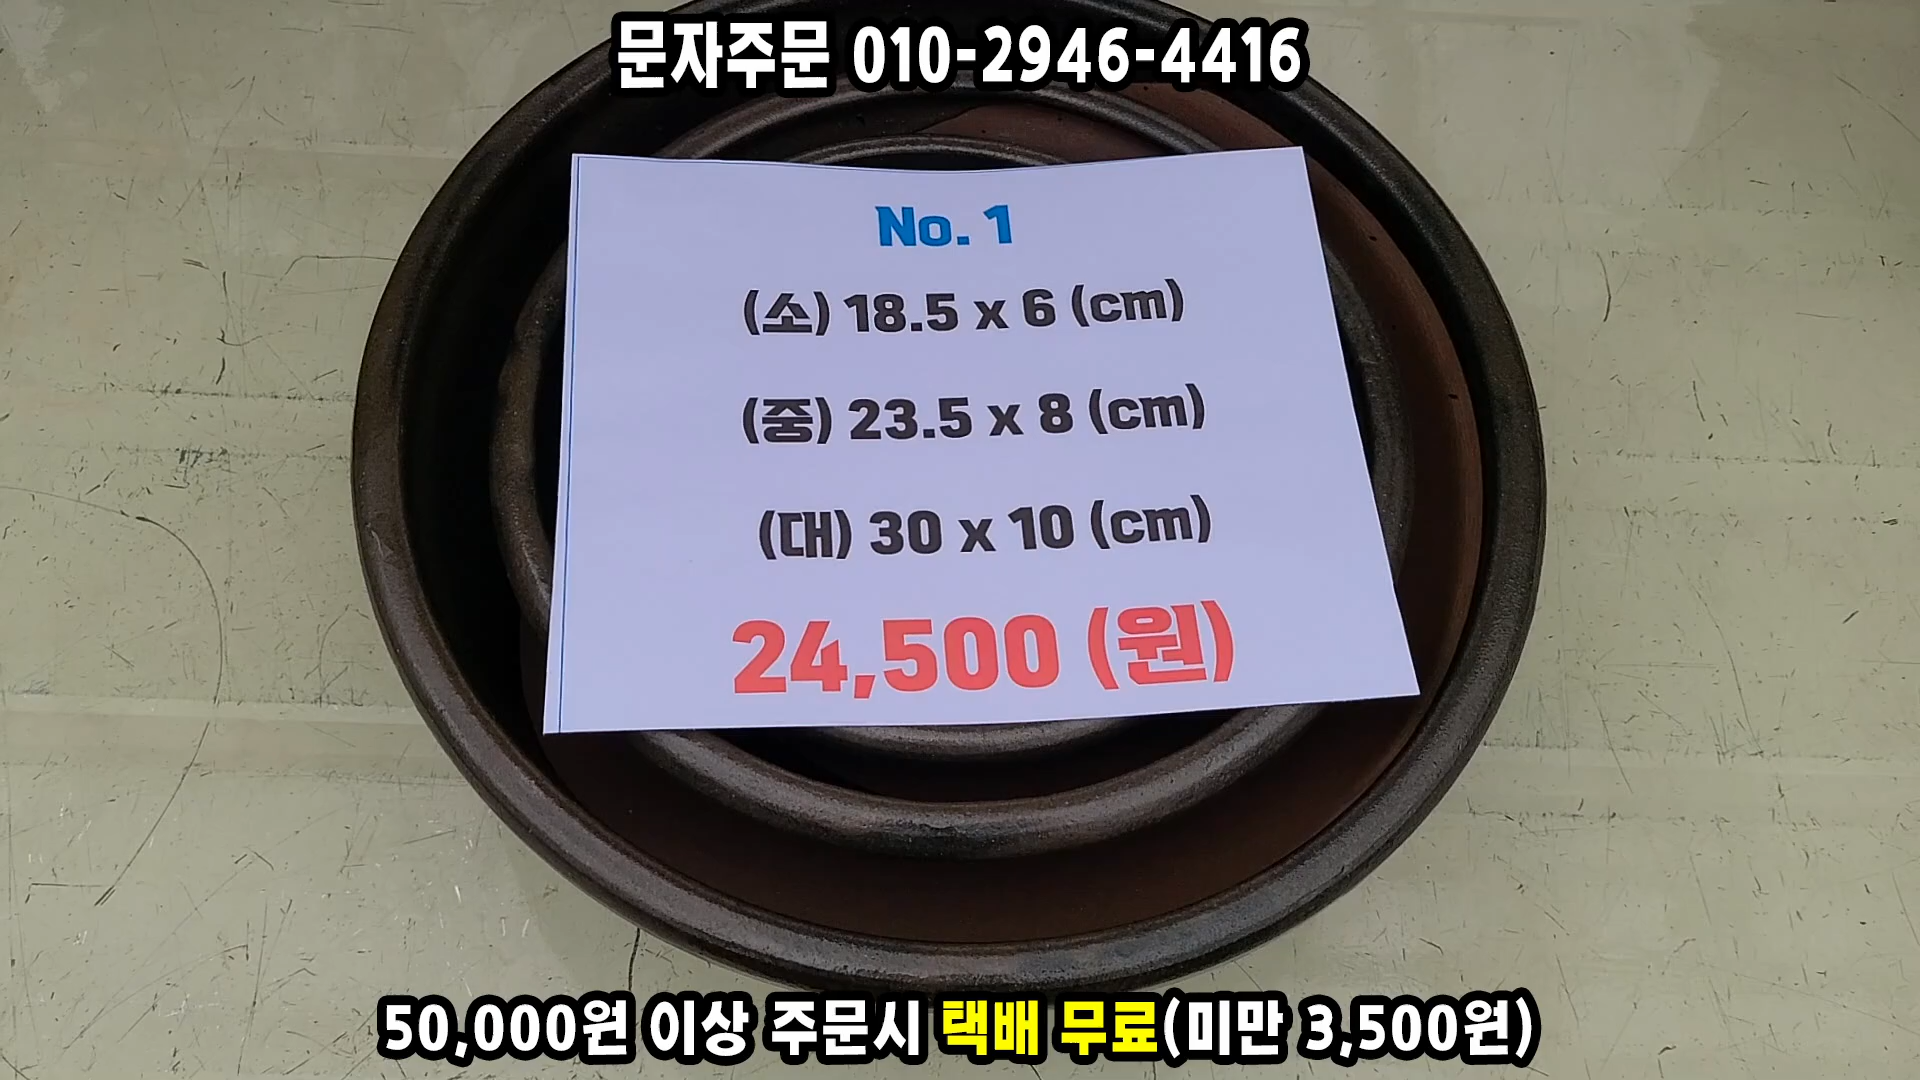 문자주문 010-2946-4416
No. 1
(소) 18.5 x 6 (cm)
(중) 23.5 x 8 (cm)
(대) 30 x 10 (cm)
24,500 (원)
50,000원 이상 주문시 택배 무료(미만 3,500원)